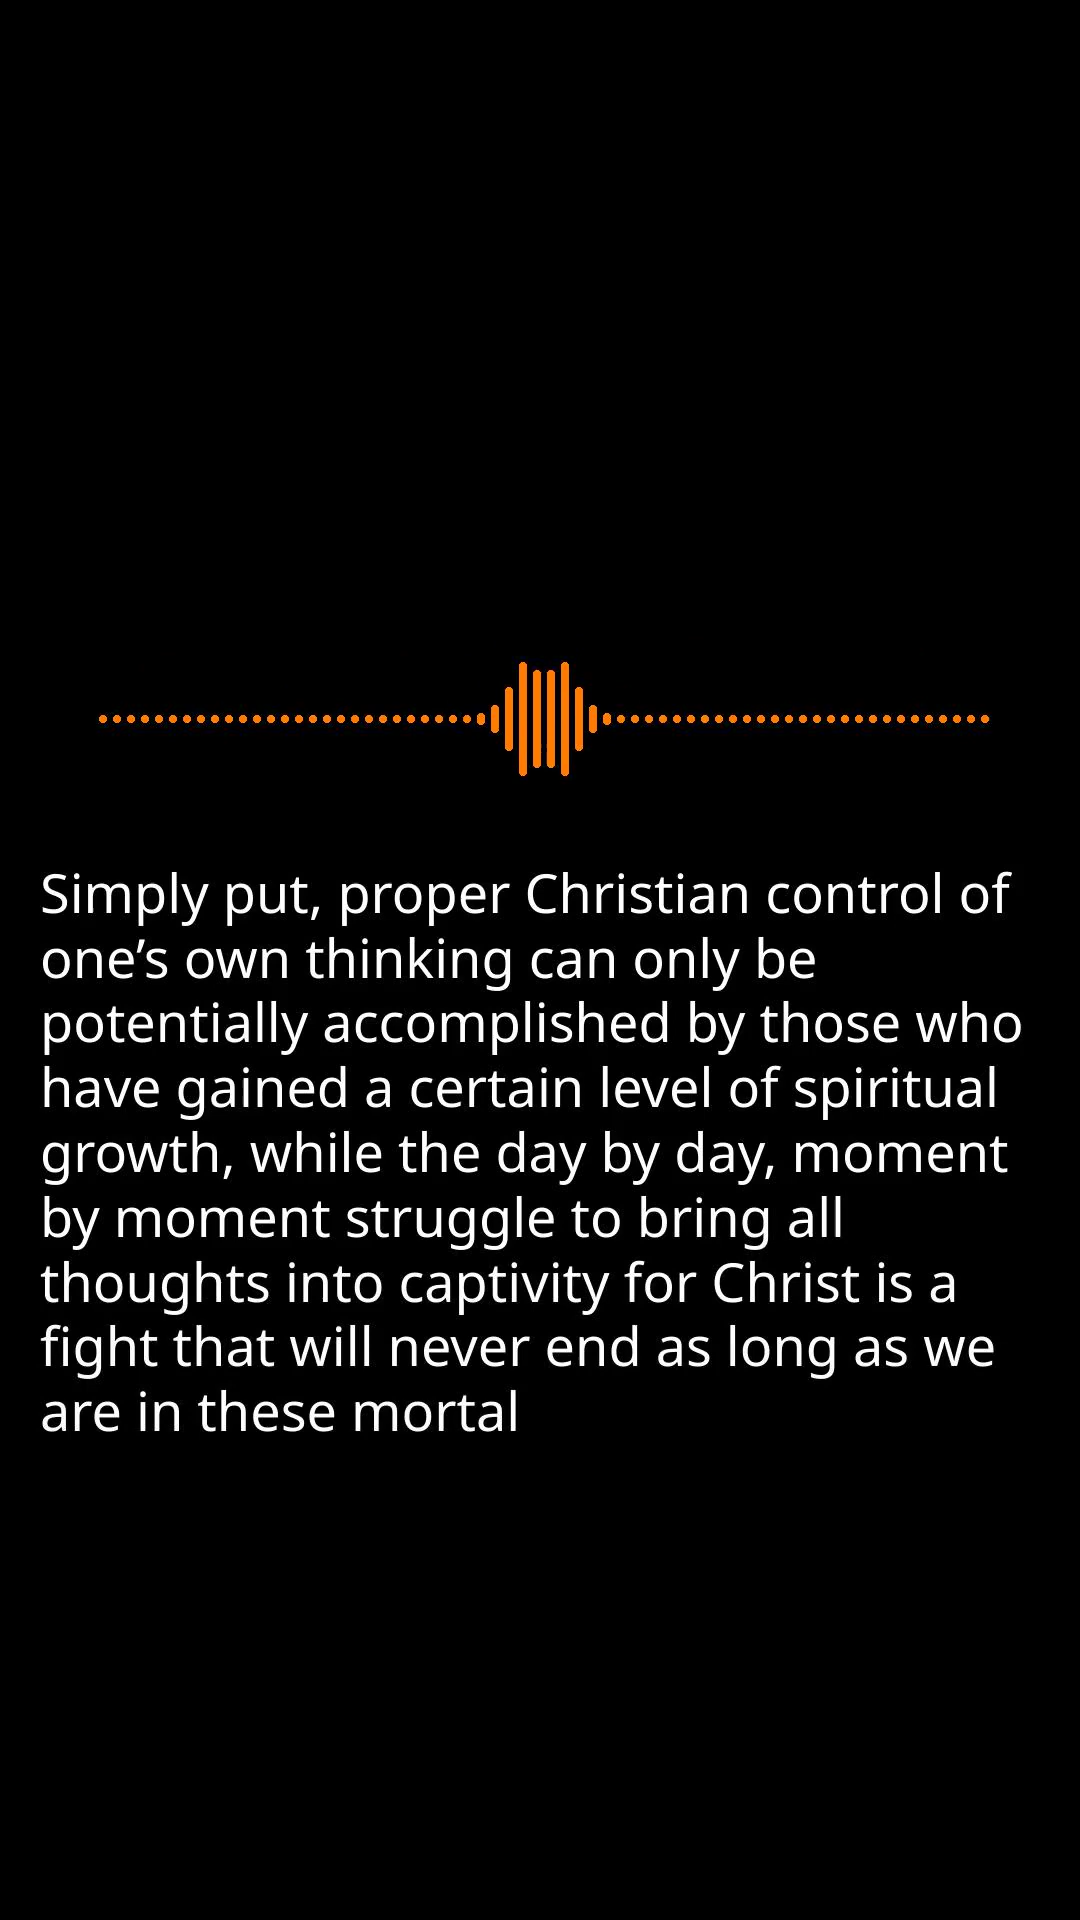 Simply put, proper Christian control of
one’s own thinking can only be
potentially accomplished by those who
have gained a certain level of spiritual
growth, while the day by day, moment
by moment struggle to bring all
thoughts into captivity for Christ is a
fight that will never end as long as we
are in these mortal